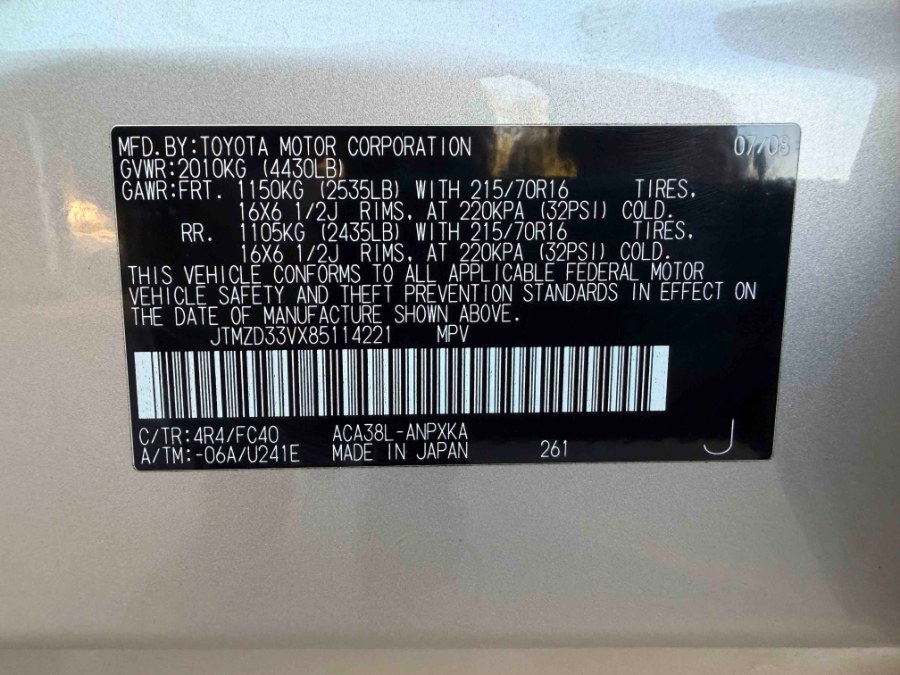 MFD.BY:TOYOTA MOTOR CORPORATION 07/08
GVWR:2010KG (4430LB)
GAWR:FRT. 1150KG (2535LB) WITH 215/70R16 TIRES,
16X6 1/2J RIMS, AT 220KPA (32PSI) COLD.
RR. 1105KG (2435LB) WITH 215/70R16 TIRES,
16X6 1/2J RIMS, AT 220KPA (32PSI) COLD.
THIS VEHICLE CONFORMS TO ALL APPLICABLE FEDERAL MOTOR
VEHICLE SAFETY AND THEFT PREVENTION STANDARDS IN EFFECT ON
THE DATE OF MANUFACTURE SHOWN ABOVE.
JTMZD33VX85114221 MPV
C/TR:4R4/FC40 ACA38L-ANPXKA
A/TM:-06A/U241E MADE IN JAPAN 261 J